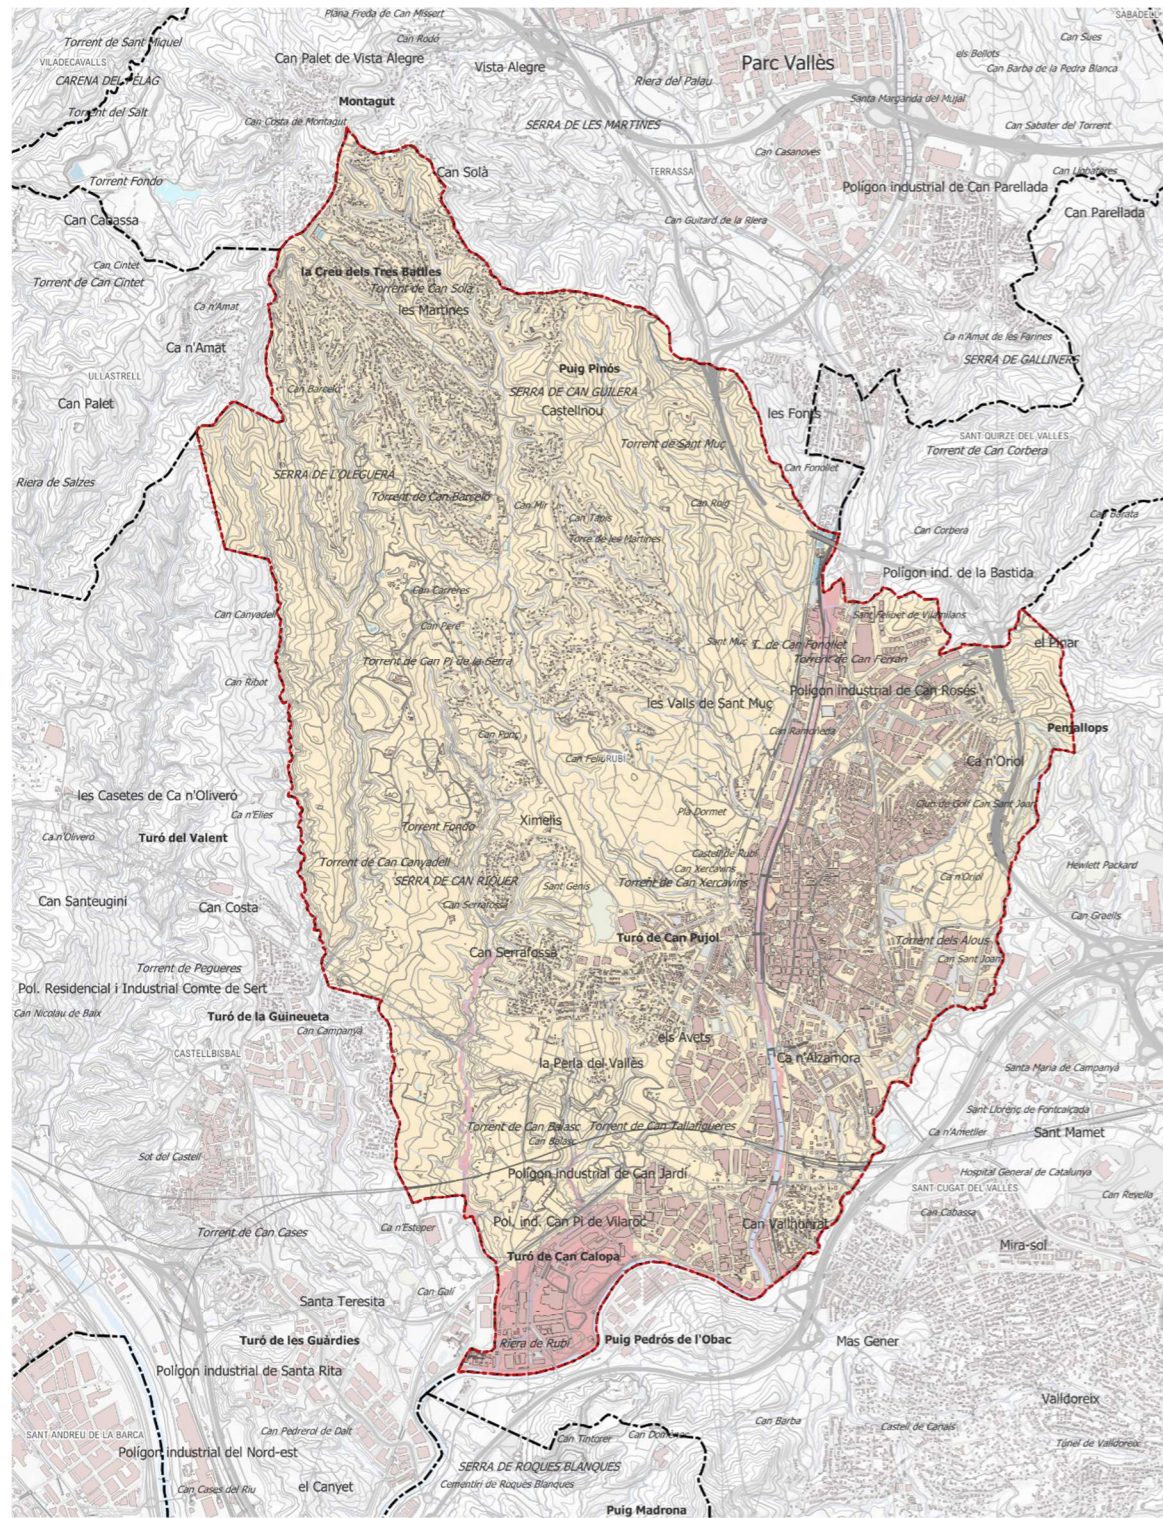 Plana Freda de Can Missert
SABADELL
Torrent de Sant Miquel
Can Rodó
Can Sues
VILADECAVALLS
Can Palet de Vista Alegre
Vista Alegre
Parc Vallès
els Bellots
Can Barba de la Pedra Blanca
CARENA DEL PÈLAG
Riera del Palau
Montagut
Santa Margarida del Mujal
Torrent del Salt
Can Costa de Montagut
SERRA DE LES MARTINES
Can Sabater del Torrent
Can Casanoves
Can Solà
TERRASSA
Can Llobateres
Torrent Fondo
Polígon industrial de Can Parellada
Can Cabassa
Can Guitard de la Riera
Can Parellada
Can Cintet
la Creu dels Tres Batlles
Torrent de Can Cintet
Torrent de Can Solà
Ca n'Amat
les Martines
Ca n'Amat
Ca n'Amat de les Farines
SERRA DE GALLINERS
ULLASTRELL
Puig Pinós
Can Barceló
SERRA DE CAN GUILERA
Can Palet
Castellnou
les Fonts
Torrent de Sant Muç
SANT QUIRZE DEL VALLÈS
Torrent de Can Corbera
SERRA DE L'OLEGUERA
Can Fonollet
Riera de Salzes
Torrent de Can Barceló
Can Mir
Can Roig
Can Tapis
Can Barata
Torre de les Martines
Can Corbera
Polígon ind. de la Bastida
Can Carreres
Can Canyadell
Can Pere
Sant Feliuet de Vilamilans
Sant Muç
T. de Can Fonollet
el Pinar
Torrent de Can Pi de la Serra
Torrent de Can Ferran
Can Ribot
Polígon industrial de Can Rosés
les Valls de Sant Muç
Can Ponç
Can Ramoneda
Penjallops
Can Feliu
RUBÍ
Ca n'Oriol
les Casetes de Ca n'Oliveró
Ca n'Elies
Pla Dormet
Club de Golf Can Sant Joan
Ca n'Oliveró
Turó del Valent
Torrent Fondo
Ximelis
Castell de Rubí
Torrent de Can Canyadell
Can Xercavins
Hewlett Packard
SERRA DE CAN RIQUER
Sant Genís
Torrent de Can Xercavins
Ca n'Oriol
Can Santeugini
Can Costa
Can Serrafossà
Can Graells
Turó de Can Pujol
Torrent dels Alous
Can Serrafossà
Can Sant Joan
Torrent de Pegueres
Pol. Residencial i Industrial Comte de Sert
Can Nicolau de Baix
Turó de la Guineueta
Can Campanyà
els Avets
CASTELLBISBAL
la Perla del Vallès
Ca n'Alzamora
Santa Maria de Campanyà
Sant Llorenç de Fontcalçada
Torrent de Can Balasc
Torrent de Can Tallafigueres
Ca n'Ametller
Sant Mamet
Can Balasc
Sot del Castell
Polígon industrial de Can Jardí
Hospital General de Catalunya
SANT CUGAT DEL VALLÈS
Can Revella
Can Cabassa
Torrent de Can Cases
Ca n'Esteper
Pol. ind. Can Pi de Vilaroc
Can Vallhonrat
Mira-sol
Turó de Can Calopa
Can Galí
Santa Teresita
Turó de les Guàrdies
Riera de Rubí
Puig Pedrós de l'Obac
Mas Gener
Polígon industrial de Santa Rita
Valldoreix
SANT ANDREU DE LA BARCA
Can Pedrerol de Dalt
Can Barba
Castell de Canals
Polígon industrial del Nord-est
Can Tintorer
Can Domènec
Túnel de Valldoreix
SERRA DE ROQUES BLANQUES
Can Cases del Riu
el Canyet
Cementiri de Roques Blanques
Puig Madrona